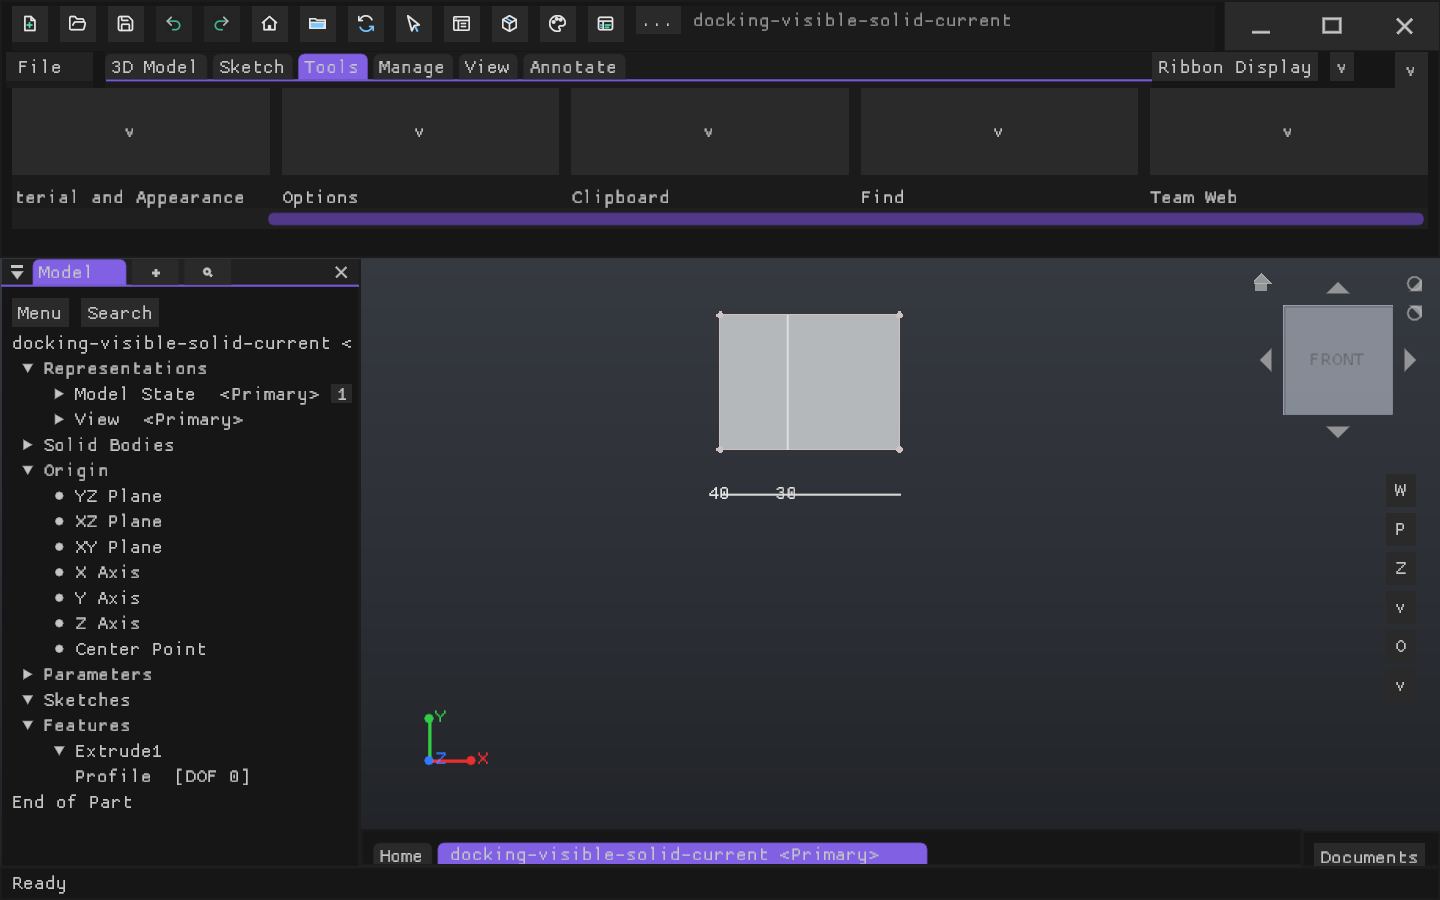 ... docking-visible-solid-current
File 3D Model Sketch Tools Manage View Annotate Ribbon Display v v
v v v v v
terial and Appearance Options Clipboard Find Team Web
Model
Menu Search
docking-visible-solid-current <
Representations
Model State <Primary> 1
View <Primary>
Solid Bodies
Origin
YZ Plane
XZ Plane
XY Plane
X Axis
Y Axis
Z Axis
Center Point
Parameters
Sketches
Features
Extrude1
Profile [DOF 0]
End of Part
40 30
FRONT
W
P
Z
v
O
v
Y
Z X
Home docking-visible-solid-current <Primary> Documents
Ready